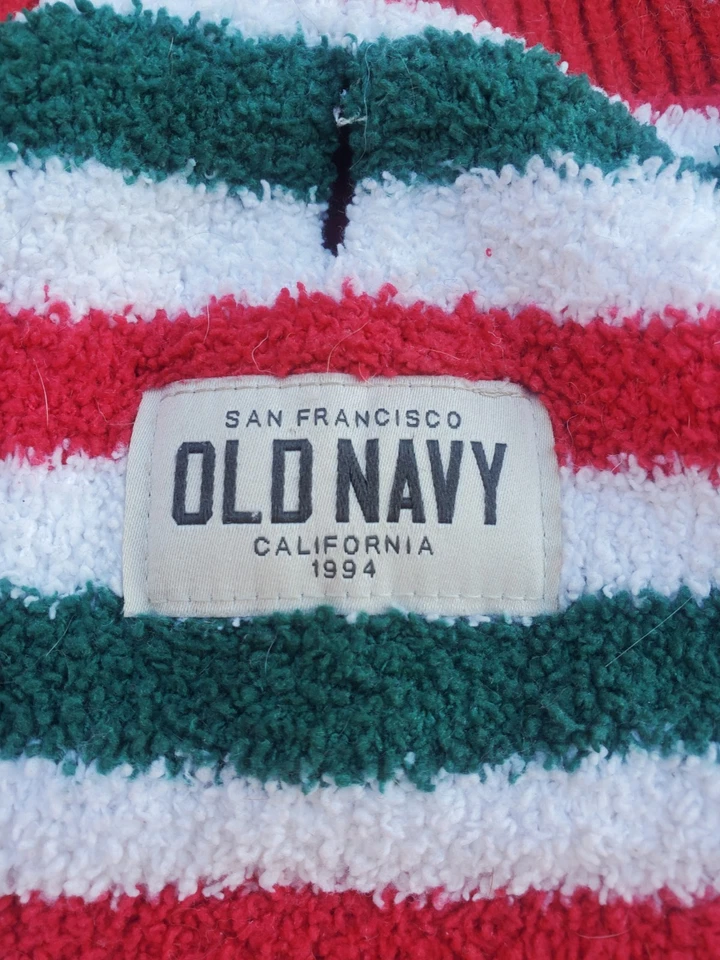 SAN FRANCISCO
OLD NAVY
CALIFORNIA
1994